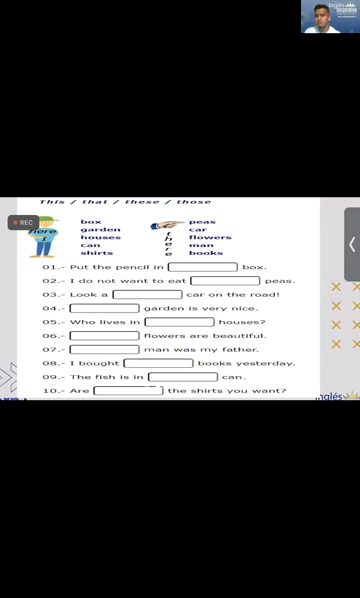 inglés
corporativo
This / that / these / those
REC
here
I
box
garden
houses
can
shirts
there
peas
car
flowers
man
books
01.- Put the pencil in box.
02.- I do not want to eat peas.
03.- Look a car on the road!
04.- garden is very nice.
05.- Who lives in houses?
06.- flowers are beautiful.
07.- man was my father.
08.- I bought books yesterday.
09.- The fish is in can.
10.- Are the shirts you want?
inglés